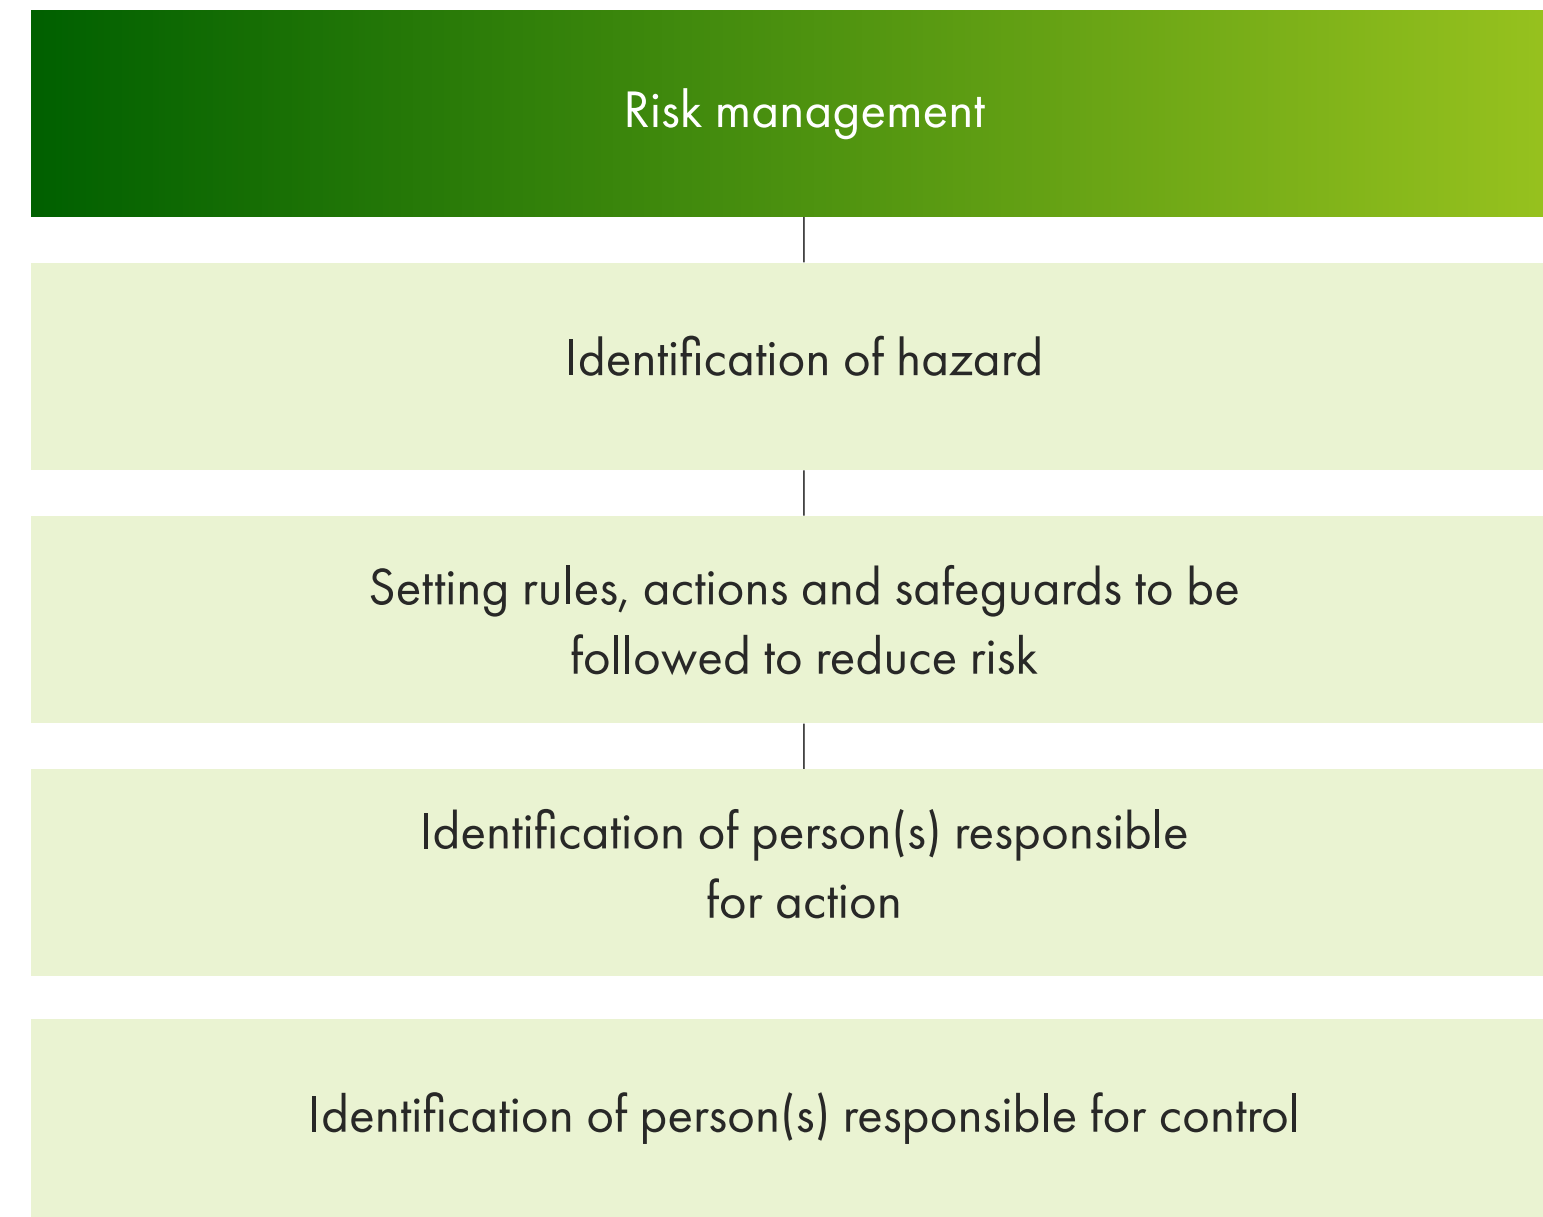 Risk management
Identification of hazard
Setting rules, actions and safeguards to be
followed to reduce risk
Identification of person(s) responsible
for action
Identification of person(s) responsible for control